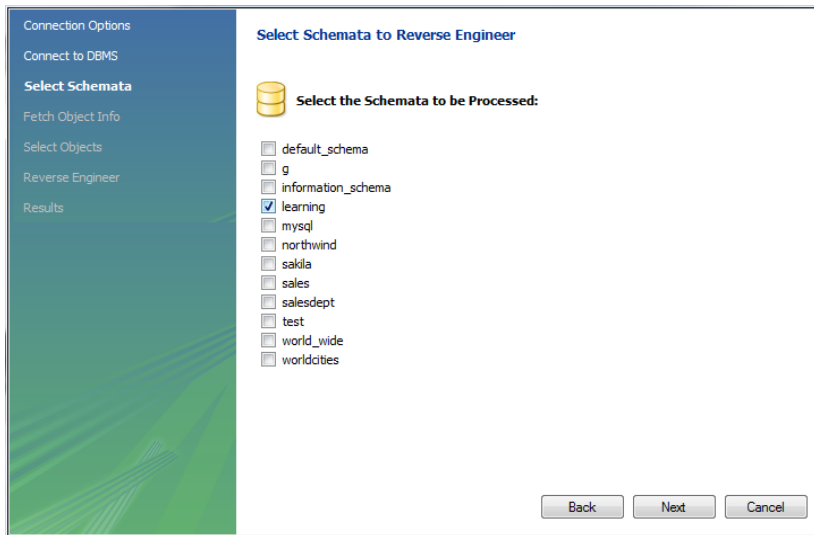 Connection Options
Connect to DBMS
Select Schemata
Fetch Object Info
Select Objects
Reverse Engineer
Results
Select Schemata to Reverse Engineer
Select the Schemata to be Processed:
default_schema
g
information_schema
learning
mysql
northwind
sakila
sales
salesdept
test
world_wide
worldcities
Back Next Cancel